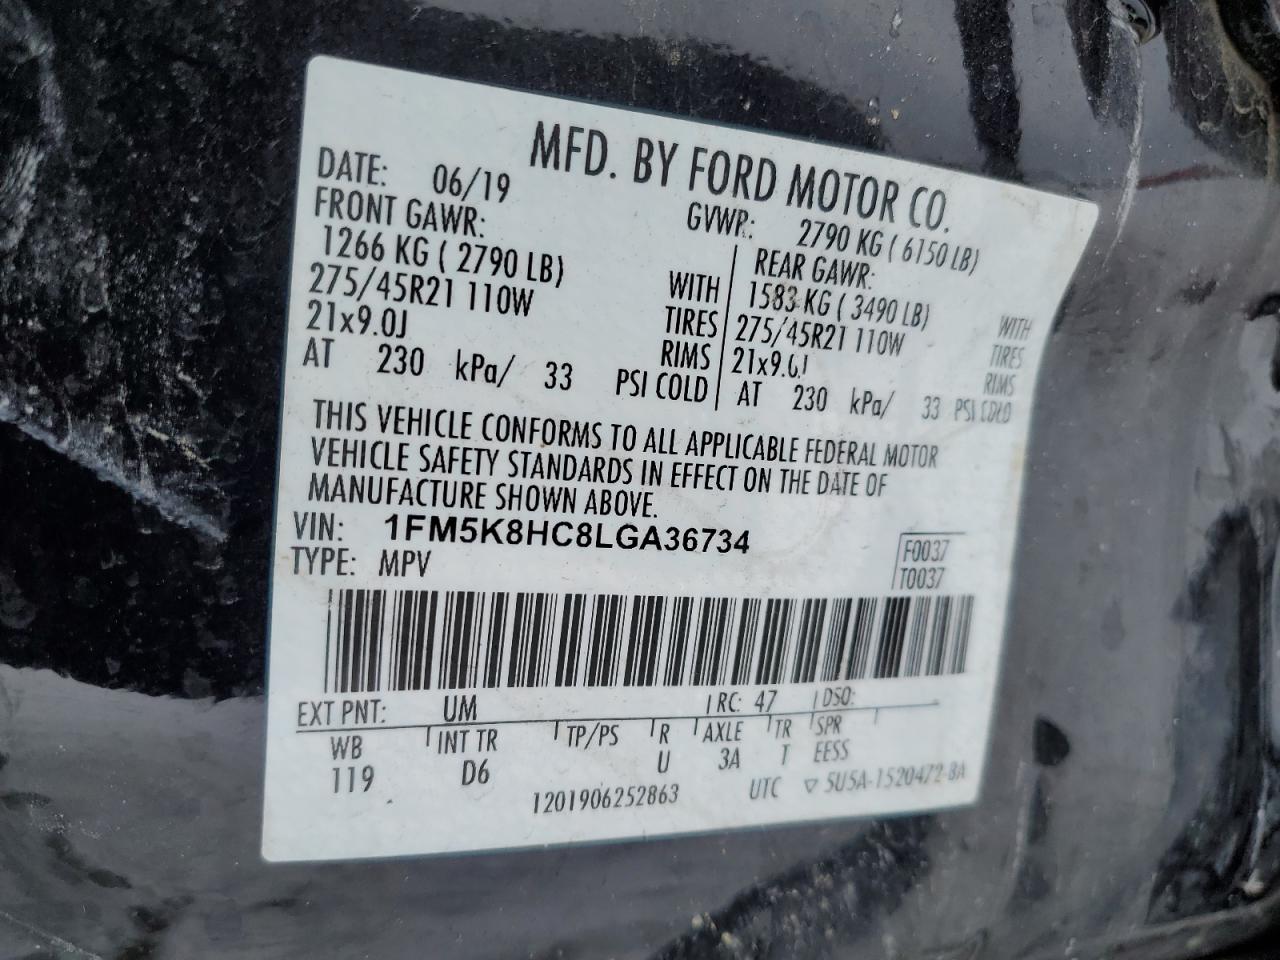 MFD. BY FORD MOTOR CO.
DATE: 06/19 GVWR: 2790 KG ( 6150 LB)
FRONT GAWR: REAR GAWR:
1266 KG ( 2790 LB) WITH 1583 KG ( 3490 LB) WITH
275/45R21 110W TIRES 275/45R21 110W TIRES
21x9.0J RIMS 21x9.0J RIMS
AT 230 kPa/ 33 PSI COLD AT 230 kPa/ 33 PSI COLD
THIS VEHICLE CONFORMS TO ALL APPLICABLE FEDERAL MOTOR
VEHICLE SAFETY STANDARDS IN EFFECT ON THE DATE OF
MANUFACTURE SHOWN ABOVE.
VIN: 1FM5K8HC8LGA36734
TYPE: MPV
F0037
T0037
EXT PNT: UM RC: 47 DSO:
WB INT TR TP/PS R AXLE TR SPR
119 D6 U 3A T EESS
1201906252863 UTC ▽ 5U5A-1520472-BA